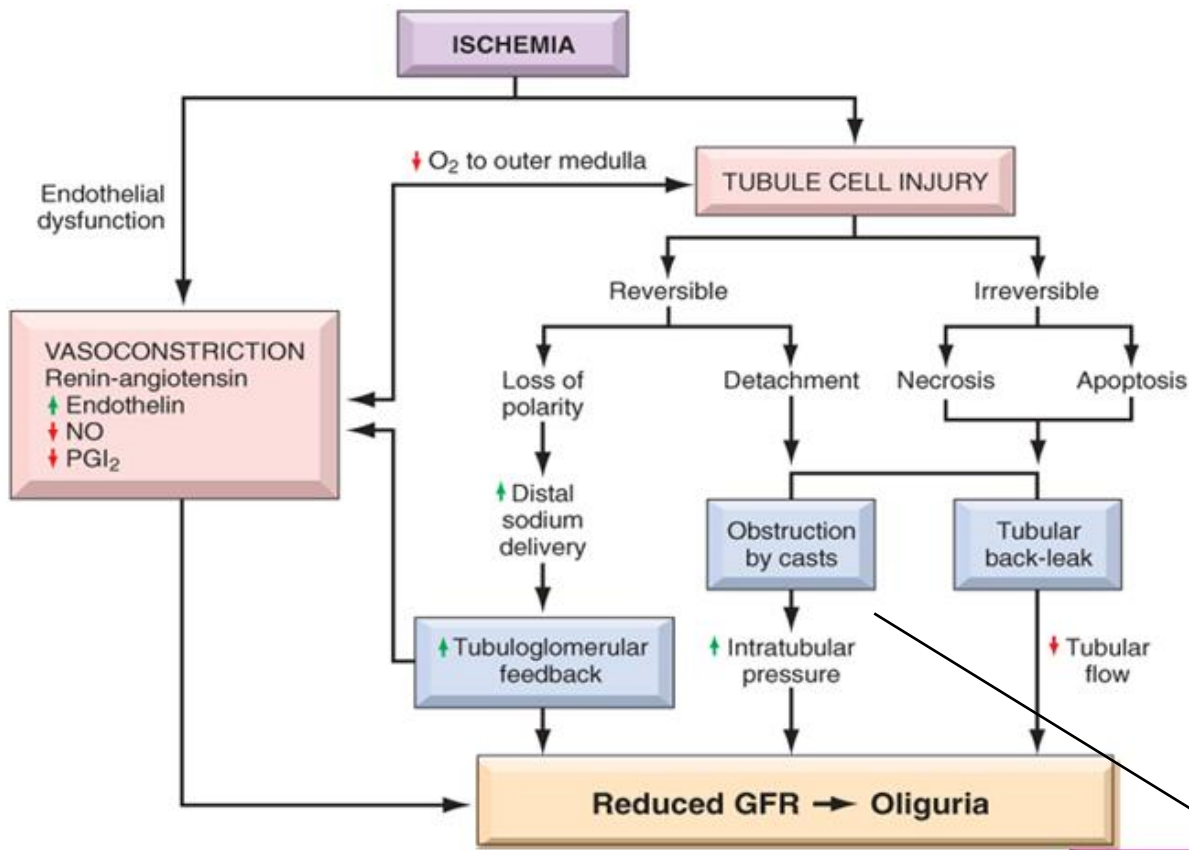 ISCHEMIA
↓ O₂ to outer medulla
TUBULE CELL INJURY
Endothelial
dysfunction
Reversible
Irreversible
VASOCONSTRICTION
Renin-angiotensin
↑ Endothelin
↓ NO
↓ PGI₂
Loss of
polarity
Detachment
Necrosis
Apoptosis
↑ Distal
sodium
delivery
Obstruction
by casts
Tubular
back-leak
↑ Tubuloglomerular
feedback
↑ Intratubular
pressure
↓ Tubular
flow
Reduced GFR → Oliguria